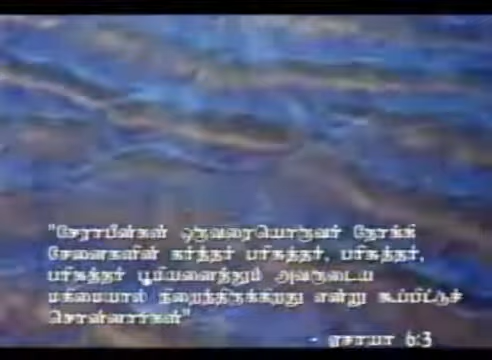 "சேராபீன்கள் ஒருவரையொருவர் நோக்கி
சேனைகளின் கர்த்தர் பரிசுத்தர், பரிசுத்தர்,
பரிசுத்தர் பூமியனைத்தும் அவருடைய
மகிமையால் நிறைந்திருக்கிறது என்று கூப்பிட்டுச்
சொன்னார்கள்"
- ஏசாயா 6:3